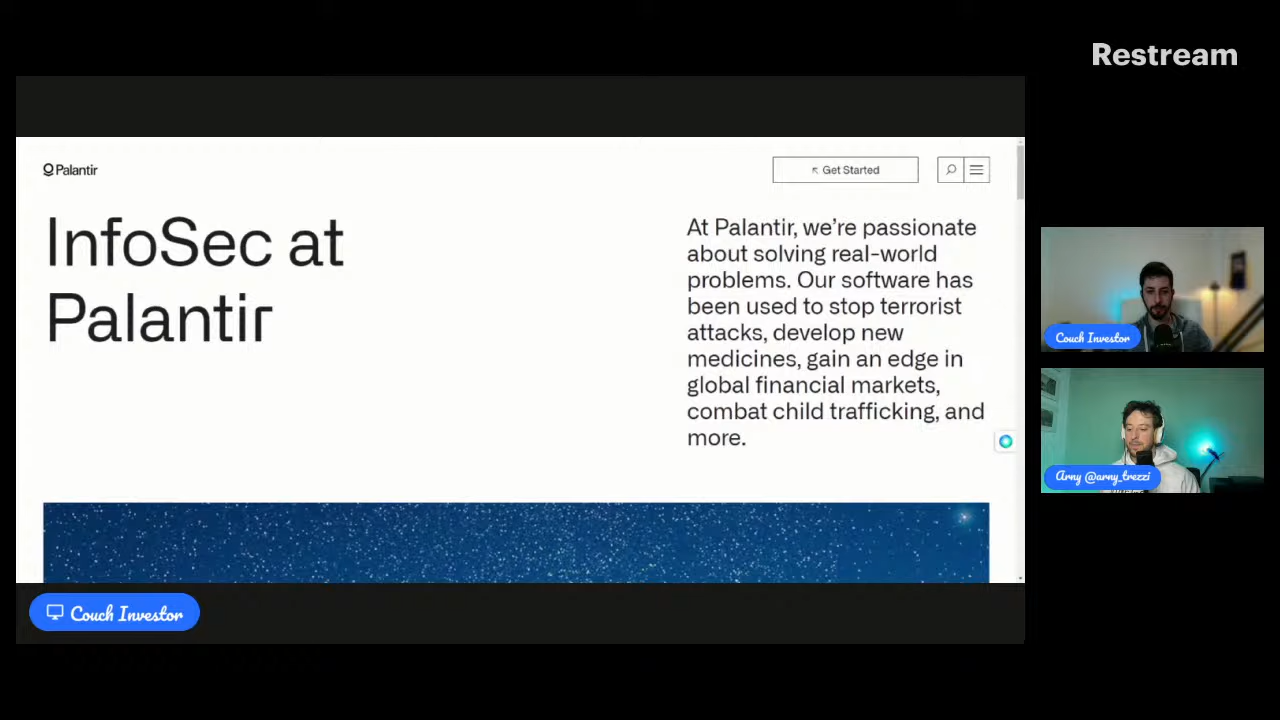 Restream
Palantir
Get Started
InfoSec at
Palantir
At Palantir, we're passionate
about solving real-world
problems. Our software has
been used to stop terrorist
attacks, develop new
medicines, gain an edge in
global financial markets,
combat child trafficking, and
more.
Couch Investor
Arny @arny_trezzi
Couch Investor